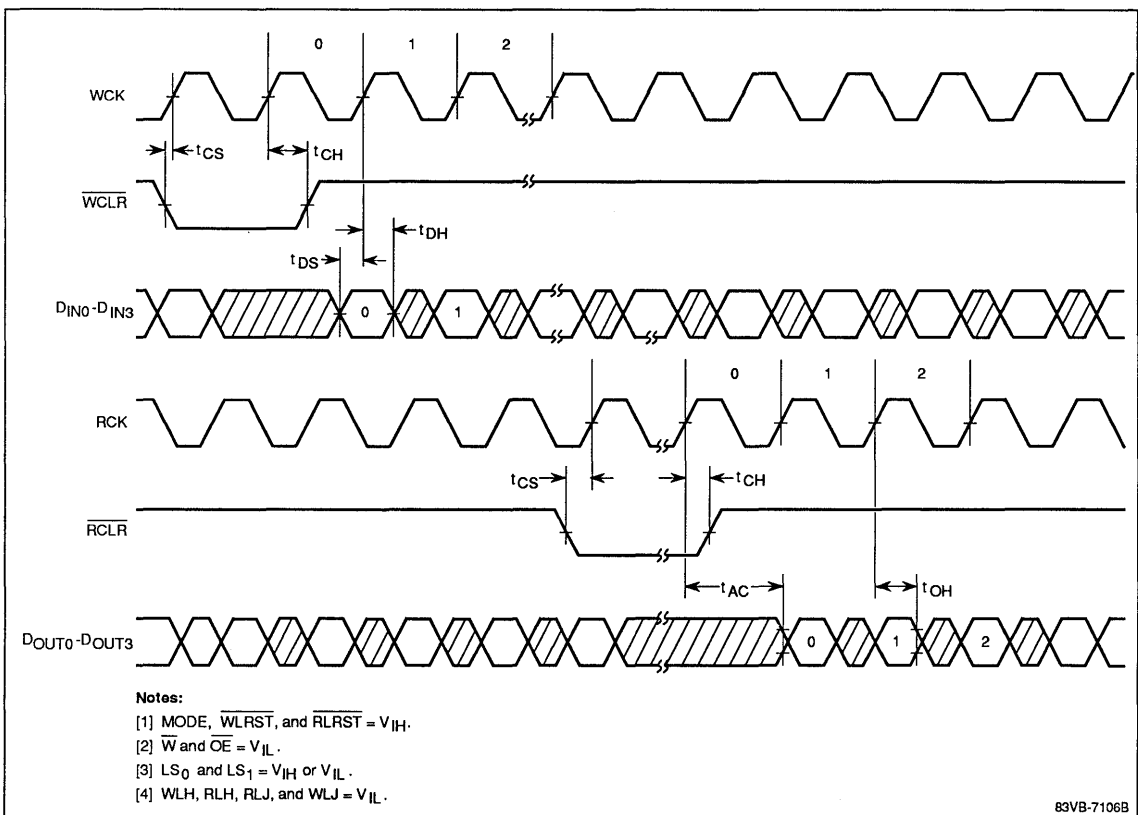 0 1 2
WCK
tCS tCH
WCLR
tDH
tDS
DIN0-DIN3 0 1
0 1 2
RCK
tCS tCH
RCLR
tAC tOH
DOUT0-DOUT3 0 1 2
Notes:
[1] MODE, WLRST, and RLRST = VIH.
[2] W and OE = VIL.
[3] LS0 and LS1 = VIH or VIL.
[4] WLH, RLH, RLJ, and WLJ = VIL.
83VB-7106B